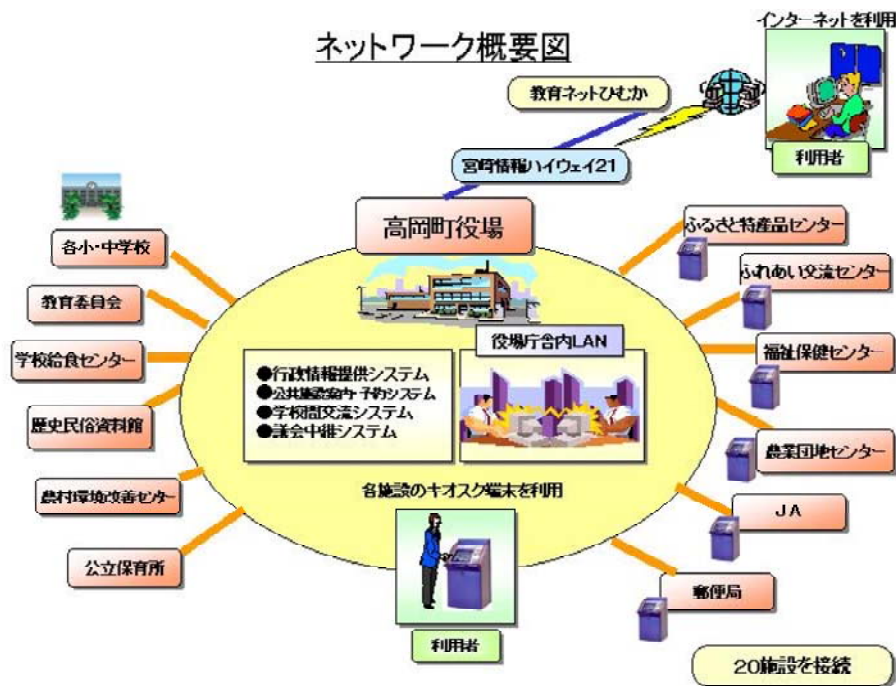 ネットワーク概要図
インターネットを利用
教育ネットひむか
利用者
宮崎情報ハイウェイ21
高岡町役場
各小・中学校
教育委員会
学校給食センター
歴史民俗資料館
農村環境改善センター
公立保育所
ふるさと特産品センター
ふれあい交流センター
福祉保健センター
農業団地センター
JA
郵便局
役場庁舎内LAN
●行政情報提供システム
●公共施設案内・予約システム
●学校間交流システム
●議会中継システム
各施設のキオスク端末を利用
利用者
20施設を接続